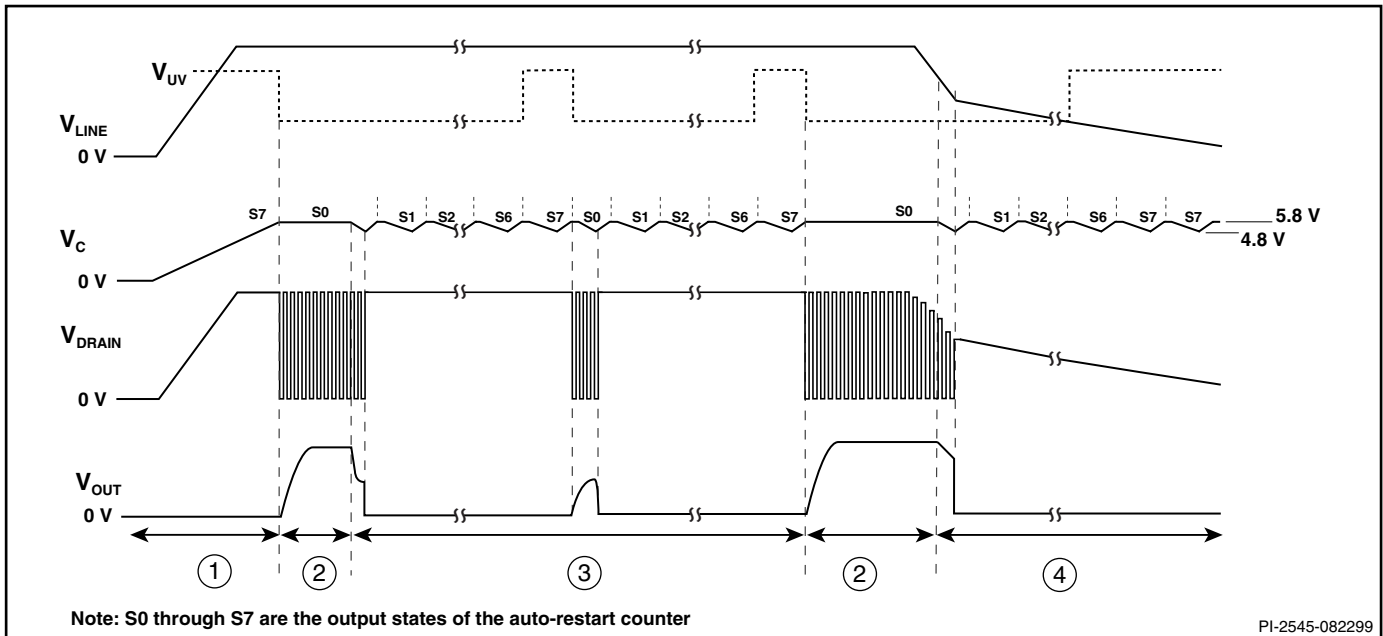 V_UV
V_LINE
0 V
S7 S0 S1 S2 S6 S7 S0 S1 S2 S6 S7 S0 S1 S2 S6 S7 S7
5.8 V
4.8 V
V_C
0 V
V_DRAIN
0 V
V_OUT
0 V
1 2 3 2 4
Note: S0 through S7 are the output states of the auto-restart counter
PI-2545-082299